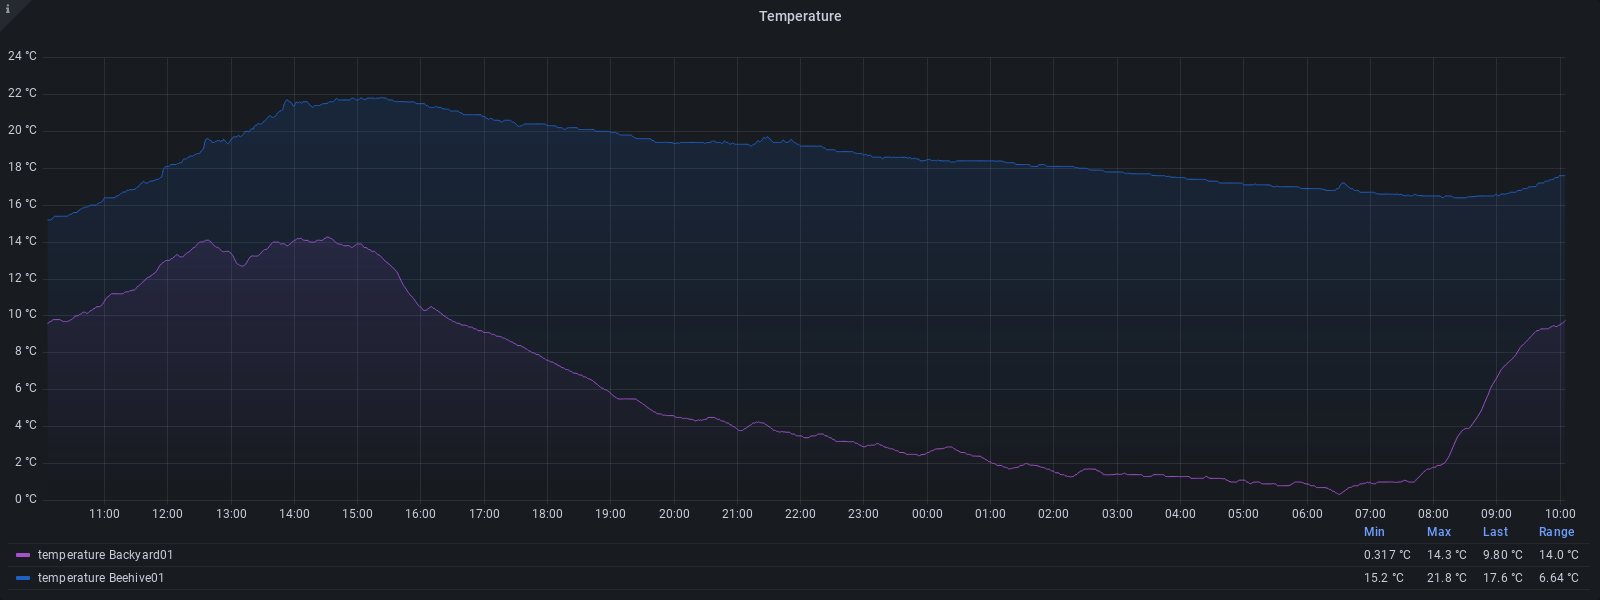 i
Temperature
24 °C
22 °C
20 °C
18 °C
16 °C
14 °C
12 °C
10 °C
8 °C
6 °C
4 °C
2 °C
0 °C
11:00 12:00 13:00 14:00 15:00 16:00 17:00 18:00 19:00 20:00 21:00 22:00 23:00 00:00 01:00 02:00 03:00 04:00 05:00 06:00 07:00 08:00 09:00 10:00
Min Max Last Range
temperature Backyard01 0.317 °C 14.3 °C 9.80 °C 14.0 °C
temperature Beehive01 15.2 °C 21.8 °C 17.6 °C 6.64 °C